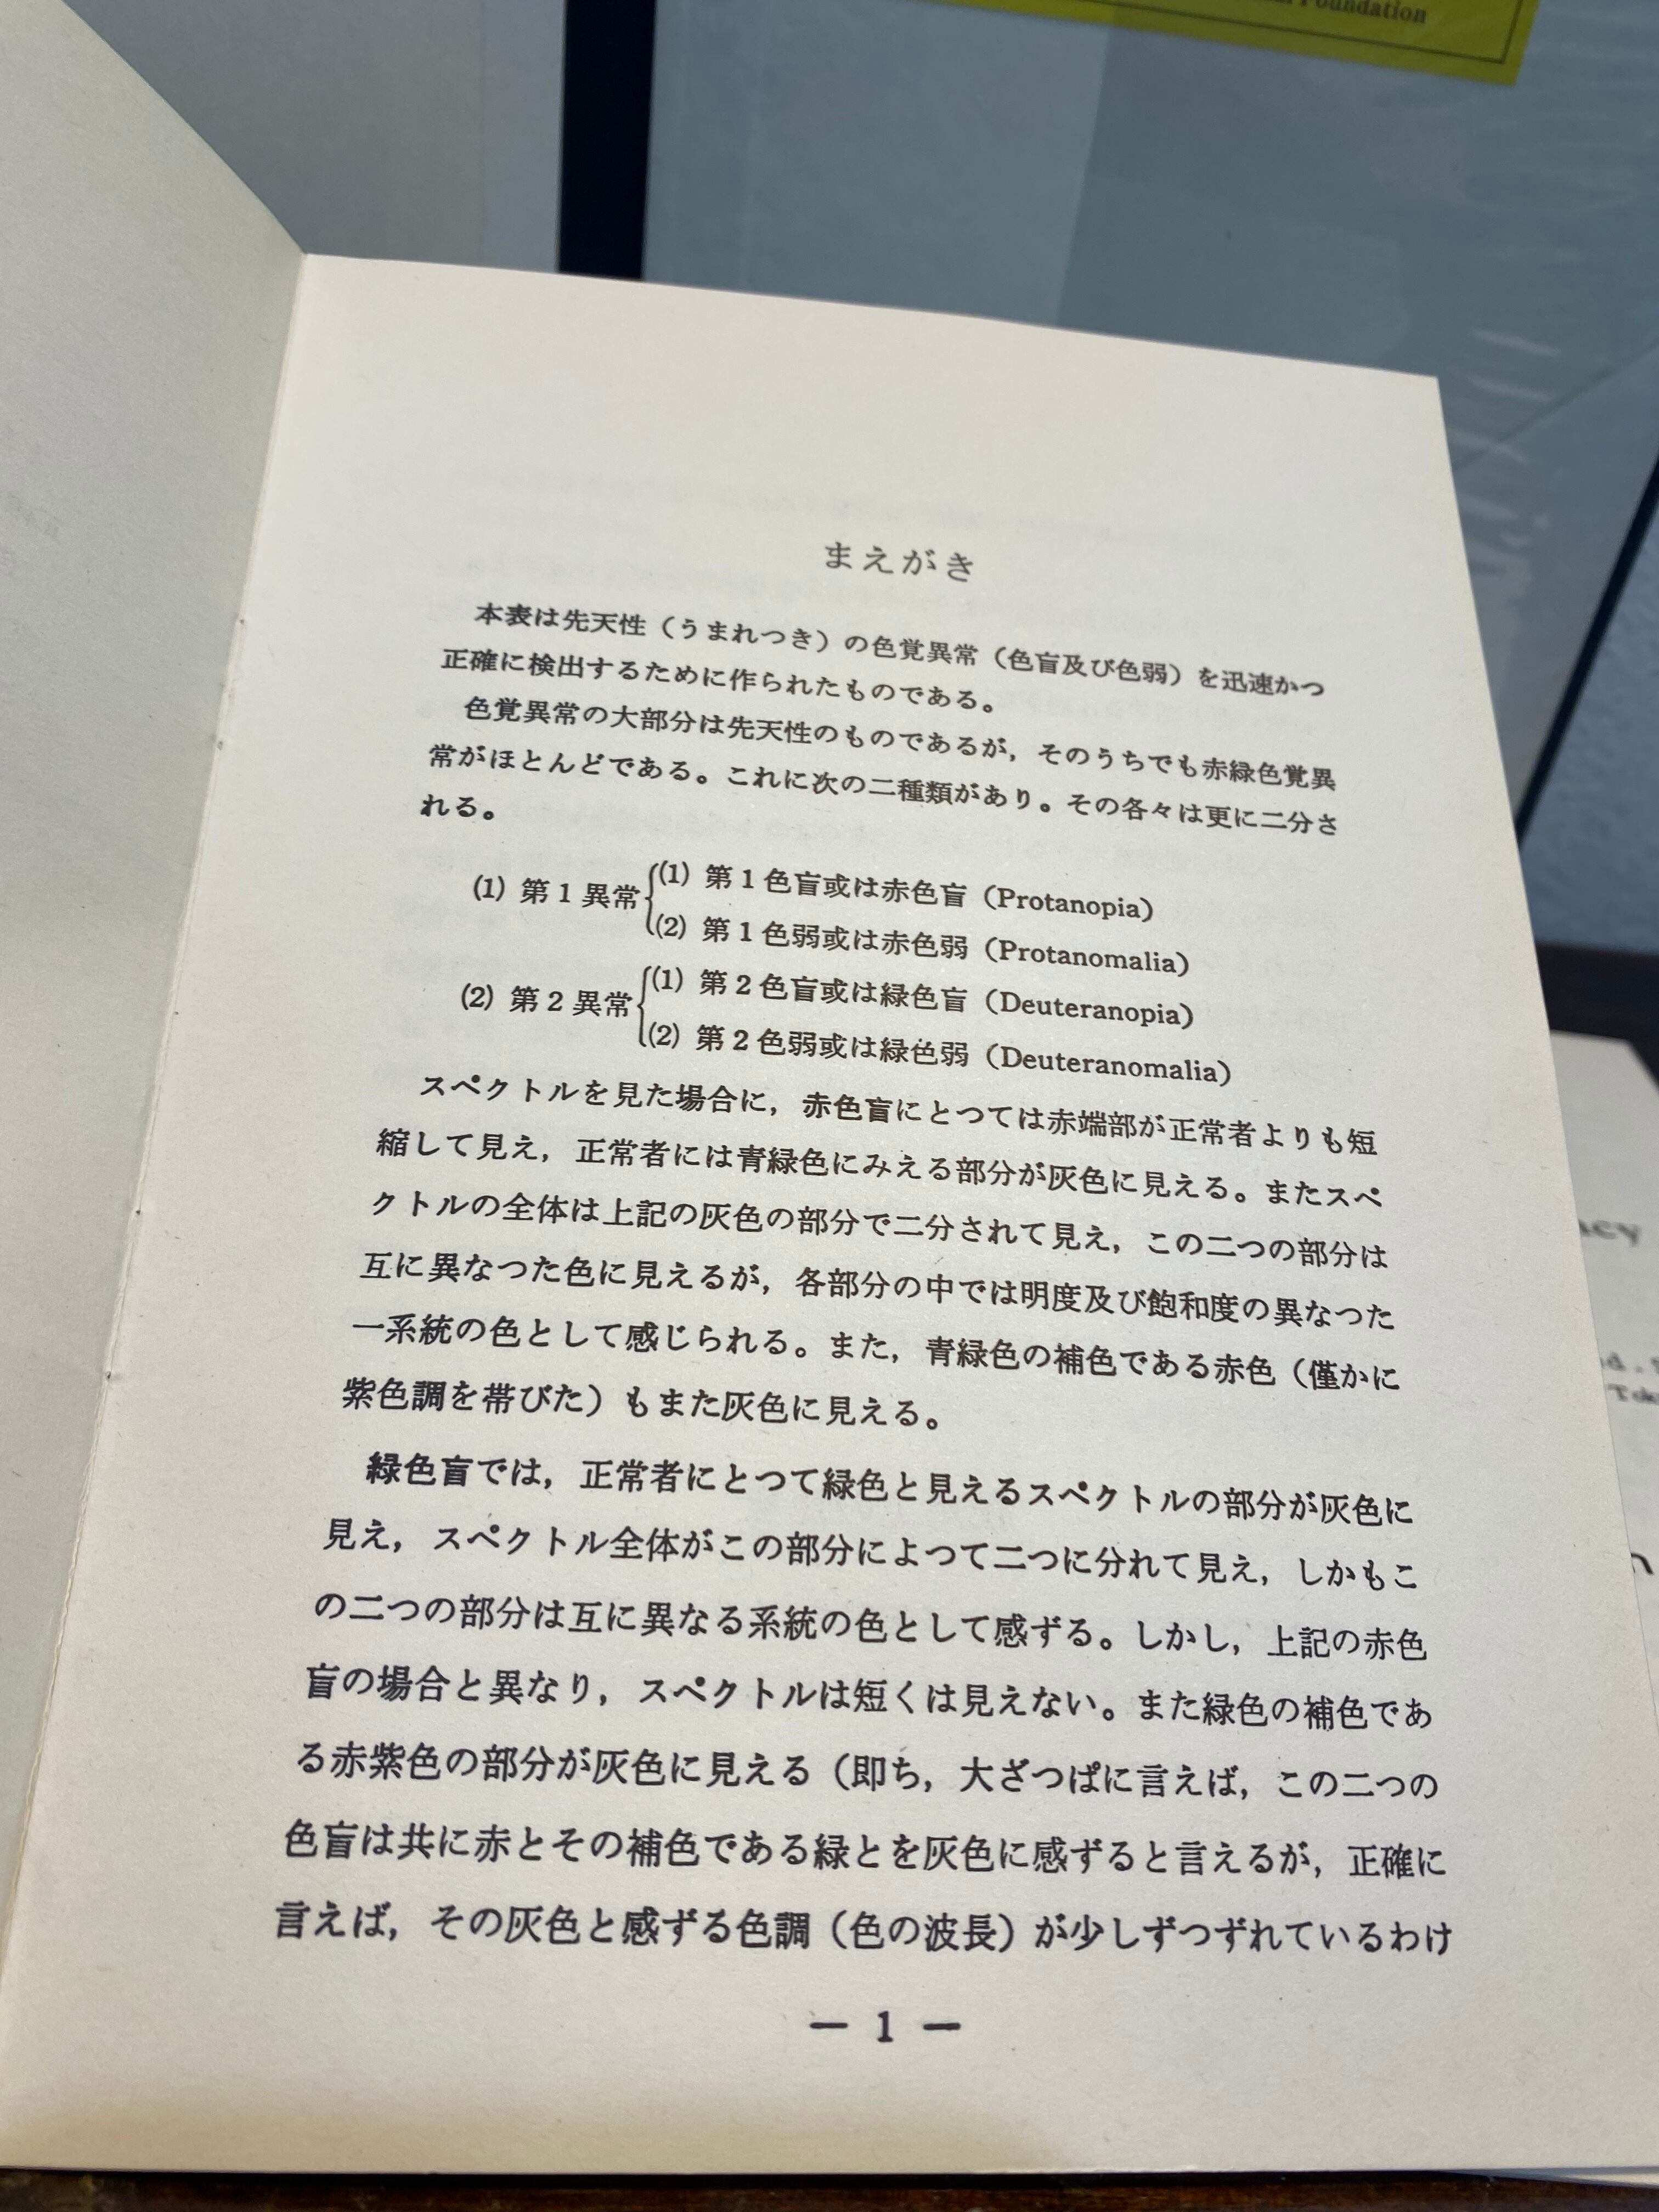 Foundation
まえがき
本表は先天性（うまれつき）の色覚異常（色盲及び色弱）を迅速かつ
正確に検出するために作られたものである。
色覚異常の大部分は先天性のものであるが，そのうちでも赤緑色覚異
常がほとんどである。これに次の二種類があり。その各々は更に二分さ
れる。
(1) 第1異常
(1) 第1色盲或は赤色盲（Protanopia）
(2) 第1色弱或は赤色弱（Protanomalia）
(2) 第2異常
(1) 第2色盲或は緑色盲（Deuteranopia）
(2) 第2色弱或は緑色弱（Deuteranomalia）
スペクトルを見た場合に，赤色盲にとつては赤端部が正常者よりも短
縮して見え，正常者には青緑色にみえる部分が灰色に見える。またスペ
クトルの全体は上記の灰色の部分で二分されて見え，この二つの部分は
互に異なつた色に見えるが，各部分の中では明度及び飽和度の異なつた
一系統の色として感じられる。また，青緑色の補色である赤色（僅かに
紫色調を帯びた）もまた灰色に見える。
緑色盲では，正常者にとつて緑色と見えるスペクトルの部分が灰色に
見え，スペクトル全体がこの部分によつて二つに分れて見え，しかもこ
の二つの部分は互に異なる系統の色として感ずる。しかし，上記の赤色
盲の場合と異なり，スペクトルは短くは見えない。また緑色の補色であ
る赤紫色の部分が灰色に見える（即ち，大ざつぱに言えば，この二つの
色盲は共に赤とその補色である緑とを灰色に感ずると言えるが，正確に
言えば，その灰色と感ずる色調（色の波長）が少しずつずれているわけ
— 1 —